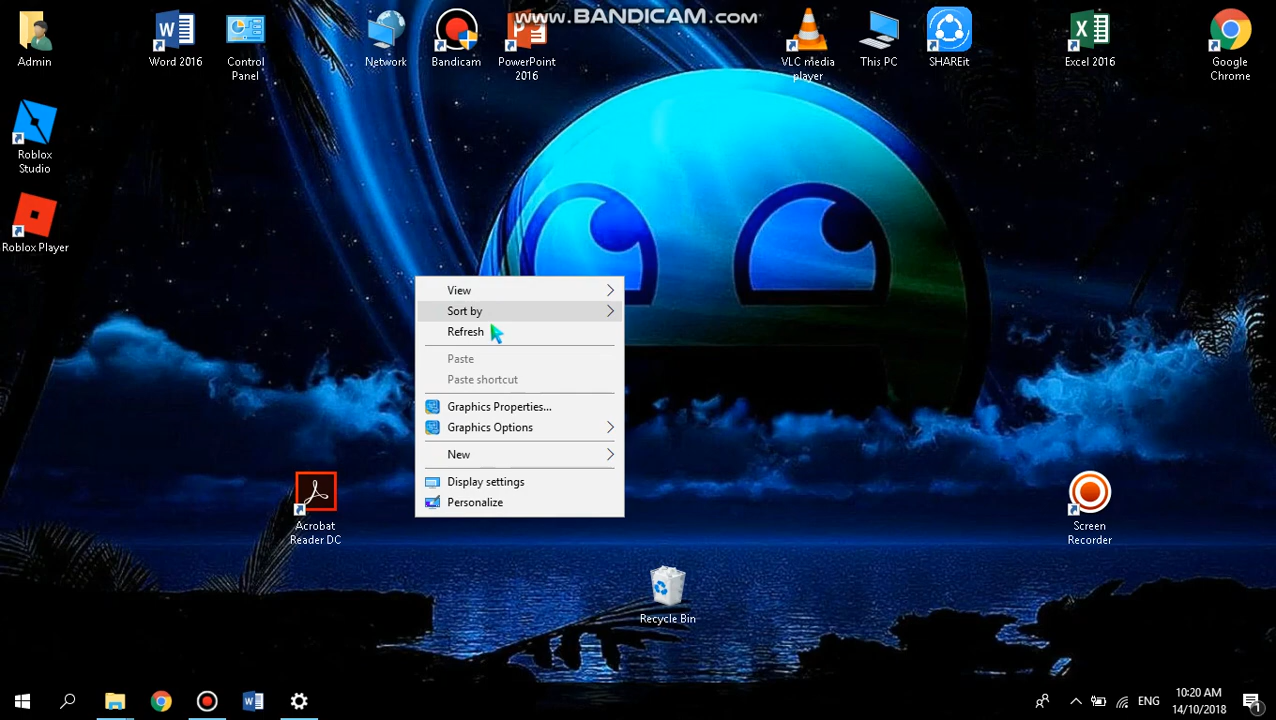 www.BANDICAM.com
Admin
Word 2016
Control
Panel
Network
Bandicam
PowerPoint
2016
VLC media
player
This PC
SHAREit
Excel 2016
Google
Chrome
Roblox
Studio
Roblox Player
View
Sort by
Refresh
Paste
Paste shortcut
Graphics Properties...
Graphics Options
New
Display settings
Personalize
Acrobat
Reader DC
Screen
Recorder
Recycle Bin
ENG
10:20 AM
14/10/2018
1